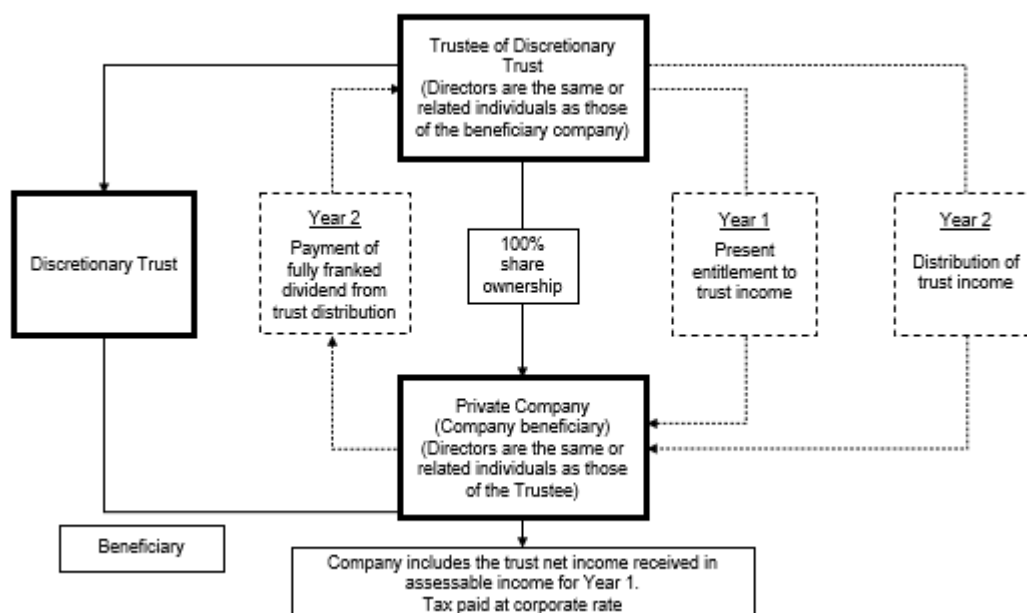 Trustee of Discretionary
Trust
(Directors are the same or
related individuals as those
of the beneficiary company)
Discretionary Trust
Year 2
Payment of
fully franked
dividend from
trust distribution
100%
share
ownership
Year 1
Present
entitlement to
trust income
Year 2
Distribution of
trust income
Private Company
(Company beneficiary)
(Directors are the same or
related individuals as those
of the Trustee)
Beneficiary
Company includes the trust net income received in
assessable income for Year 1.
Tax paid at corporate rate